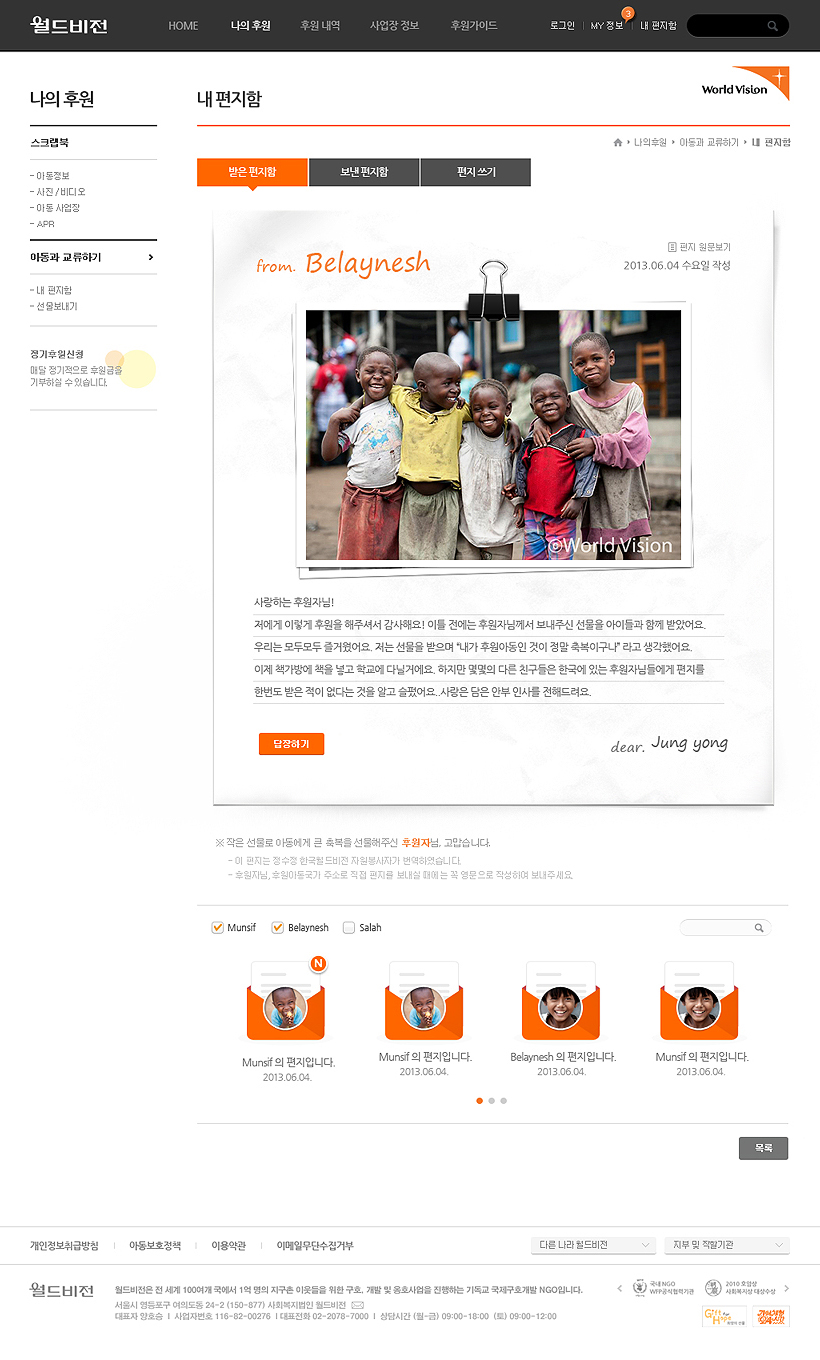 월드비전
HOME
나의 후원
후원 내역
사업장 정보
후원가이드
로그인
MY 정보
3
내 편지함
나의 후원
내 편지함
World Vision
나의후원 > 아동과 교류하기 > 내 편지함
스크랩북
- 아동정보
- 사진 / 비디오
- 아동 사업장
- APR
아동과 교류하기
- 내 편지함
- 선물보내기
정기후원신청
매달 정기적으로 후원금을
기부하실 수 있습니다.
받은 편지함
보낸 편지함
편지 쓰기
편지 원문보기
from. Belaynesh
2013.06.04 수요일 작성
©World Vision
사랑하는 후원자님!
저에게 이렇게 후원을 해주셔서 감사해요! 이틀 전에는 후원자님께서 보내주신 선물을 아이들과 함께 받았어요.
우리는 모두모두 즐거웠어요. 저는 선물을 받으며 “내가 후원아동인 것이 정말 축복이구나” 라고 생각했어요.
이제 책가방에 책을 넣고 학교에 다닐거에요. 하지만 몇몇의 다른 친구들은 한국에 있는 후원자님들에게 편지를
한번도 받은 적이 없다는 것을 알고 슬펐어요..사랑은 담은 안부 인사를 전해드려요.
답장하기
dear. Jung yong
※ 작은 선물로 아동에게 큰 축복을 선물해주신 후원자님, 고맙습니다.
- 이 편지는 정수정 한국월드비전 자원봉사자가 번역하였습니다.
- 후원자님, 후원아동국가 주소로 직접 편지를 보내실 때에는 꼭 영문으로 작성하여 보내주세요.
Munsif
Belaynesh
Salah
N
Munsif 의 편지입니다.
2013.06.04.
Munsif 의 편지입니다.
2013.06.04.
Belaynesh 의 편지입니다.
2013.06.04.
Munsif 의 편지입니다.
2013.06.04.
목록
개인정보취급방침
아동보호정책
이용약관
이메일무단수집거부
다른 나라 월드비전
지부 및 직할기관
월드비전
월드비전은 전 세계 100여개 국에서 1억 명의 지구촌 이웃들을 위한 구호, 개발 및 옹호사업을 진행하는 기독교 국제구호개발 NGO입니다.
서울시 영등포구 여의도동 24-2 (150-877) 사회복지법인 월드비전
대표자 양호승 | 사업자번호 116-82-00276 | 대표전화 02-2078-7000 | 상담시간 (월-금) 09:00-18:00 (토) 09:00-12:00
국내 NGO
WFP공식협력기관
2010 호암상
사회복지상 대상수상
Gift for Hope